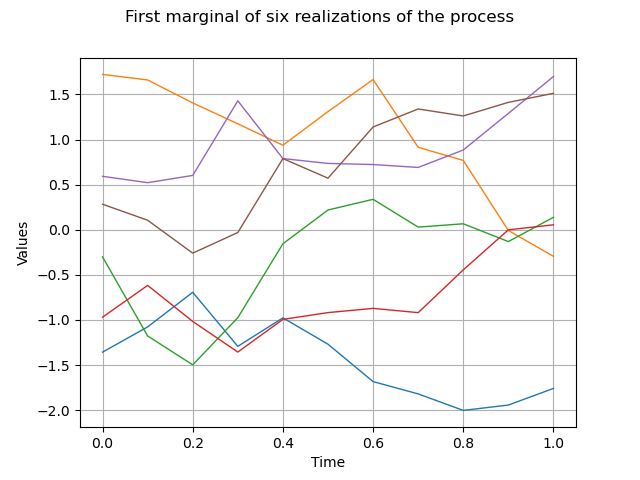 First marginal of six realizations of the process
Values
1.5
1.0
0.5
0.0
−0.5
−1.0
−1.5
−2.0
0.0 0.2 0.4 0.6 0.8 1.0
Time